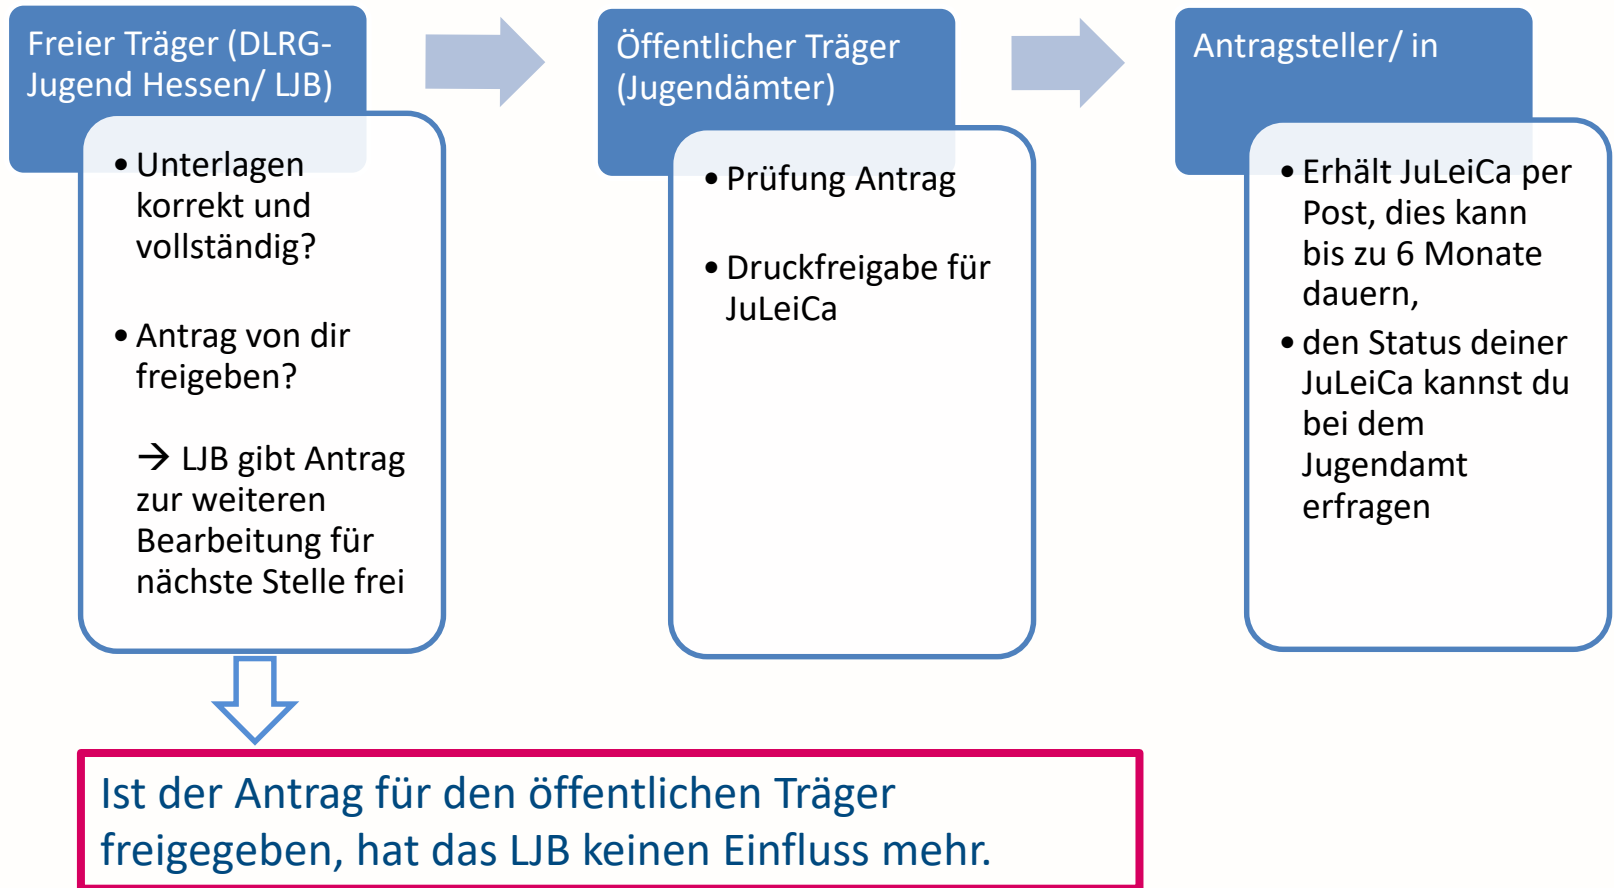 Freier Träger (DLRG-
Jugend Hessen/ LJB)
• Unterlagen
korrekt und
vollständig?
• Antrag von dir
freigeben?
→ LJB gibt Antrag
zur weiteren
Bearbeitung für
nächste Stelle frei
Öffentlicher Träger
(Jugendämter)
• Prüfung Antrag
• Druckfreigabe für
JuLeiCa
Antragsteller/ in
• Erhält JuLeiCa per
Post, dies kann
bis zu 6 Monate
dauern,
• den Status deiner
JuLeiCa kannst du
bei dem
Jugendamt
erfragen
Ist der Antrag für den öffentlichen Träger
freigegeben, hat das LJB keinen Einfluss mehr.